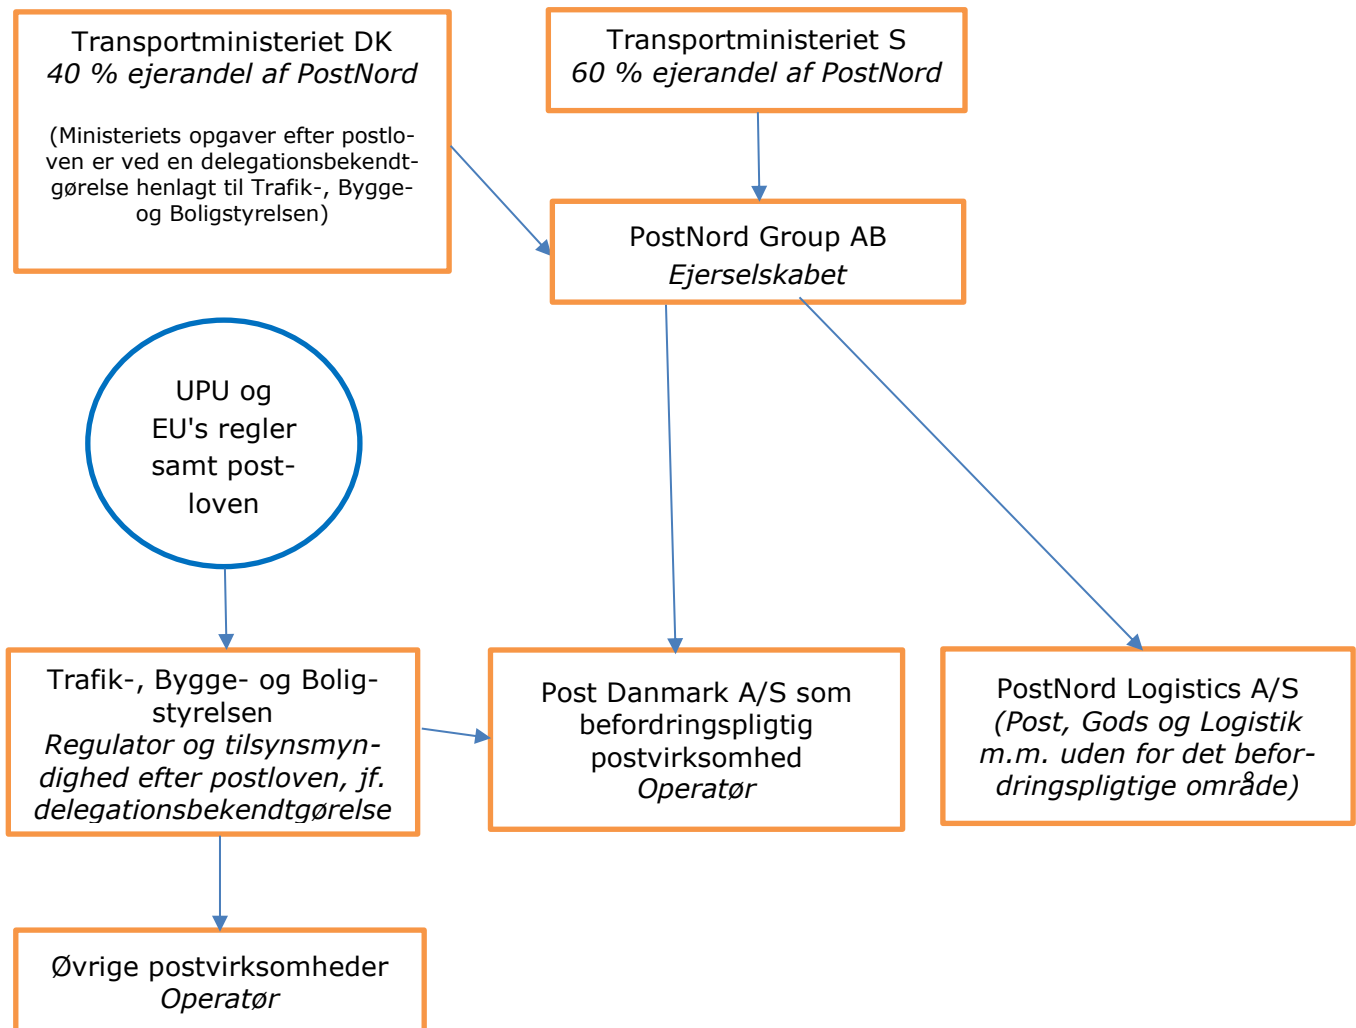 Transportministeriet DK
40 % ejerandel af PostNord
(Ministeriets opgaver efter postlo-
ven er ved en delegationsbekendt-
gørelse henlagt til Trafik-, Bygge-
og Boligstyrelsen)
Transportministeriet S
60 % ejerandel af PostNord
PostNord Group AB
Ejerselskabet
UPU og
EU's regler
samt post-
loven
Trafik-, Bygge- og Bolig-
styrelsen
Regulator og tilsynsmyn-
dighed efter postloven, jf.
delegationsbekendtgørelse
Post Danmark A/S som
befordringspligtig
postvirksomhed
Operatør
PostNord Logistics A/S
(Post, Gods og Logistik
m.m. uden for det befor-
dringspligtige område)
Øvrige postvirksomheder
Operatør